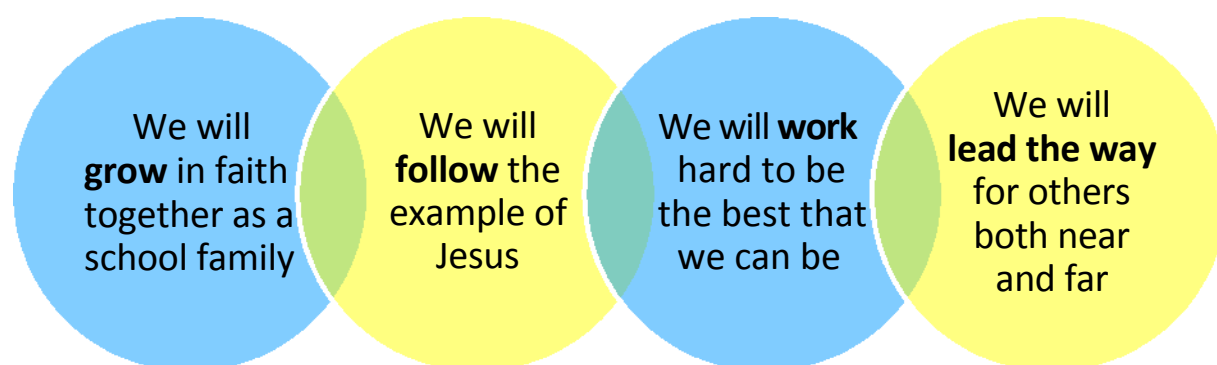 We will
grow in faith
together as a
school family
We will
follow the
example of
Jesus
We will work
hard to be
the best that
we can be
We will
lead the way
for others
both near
and far